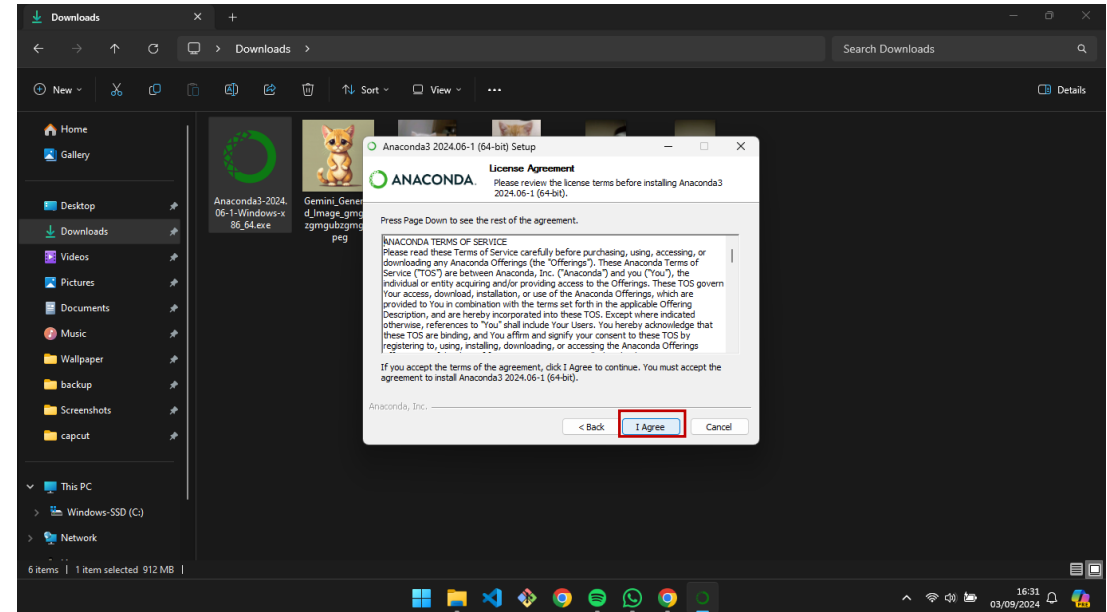 Downloads
Downloads
Search Downloads
New
Sort
View
Details
Home
Gallery
Desktop
Downloads
Videos
Pictures
Documents
Music
Wallpaper
backup
Screenshots
capcut
This PC
Windows-SSD (C:)
Network
Anaconda3-2024.
06-1-Windows-x
86_64.exe
Gemini_Gener
d_Image_gmg
zgmgubzgmg
peg
Anaconda3 2024.06-1 (64-bit) Setup
ANACONDA.
License Agreement
Please review the license terms before installing Anaconda3
2024.06-1 (64-bit).
Press Page Down to see the rest of the agreement.
ANACONDA TERMS OF SERVICE
Please read these Terms of Service carefully before purchasing, using, accessing, or
downloading any Anaconda Offerings (the "Offerings"). These Anaconda Terms of
Service ("TOS") are between Anaconda, Inc. ("Anaconda") and you ("You"), the
individual or entity acquiring and/or providing access to the Offerings. These TOS govern
Your access, download, installation, or use of the Anaconda Offerings, which are
provided to You in combination with the terms set forth in the applicable Offering
Description, and are hereby incorporated into these TOS. Except where indicated
otherwise, references to "You" shall include Your Users. You hereby acknowledge that
these TOS are binding, and You affirm and signify your consent to these TOS by
registering to, using, installing, downloading, or accessing the Anaconda Offerings
If you accept the terms of the agreement, click I Agree to continue. You must accept the
agreement to install Anaconda3 2024.06-1 (64-bit).
Anaconda, Inc.
< Back
I Agree
Cancel
6 items | 1 item selected 912 MB |
16:31
03/09/2024
PRE